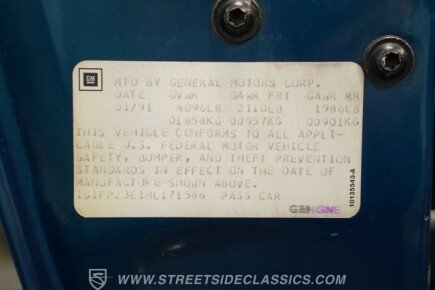 GM
MFD BY GENERAL MOTORS CORP.
DATE GVWR GAWR FRT GAWR RR
01/91 4096LB 2110LB 1986LB
01858KG 00957KG 00901KG
THIS VEHICLE CONFORMS TO ALL APPLI-
CABLE U.S. FEDERAL MOTOR VEHICLE
SAFETY, BUMPER, AND THEFT PREVENTION
STANDARDS IN EFFECT ON THE DATE OF
MANUFACTURE SHOWN ABOVE.
1G1FP23E1ML171586 PASS CAR
10135543-A
WWW.STREETSIDECLASSICS.COM